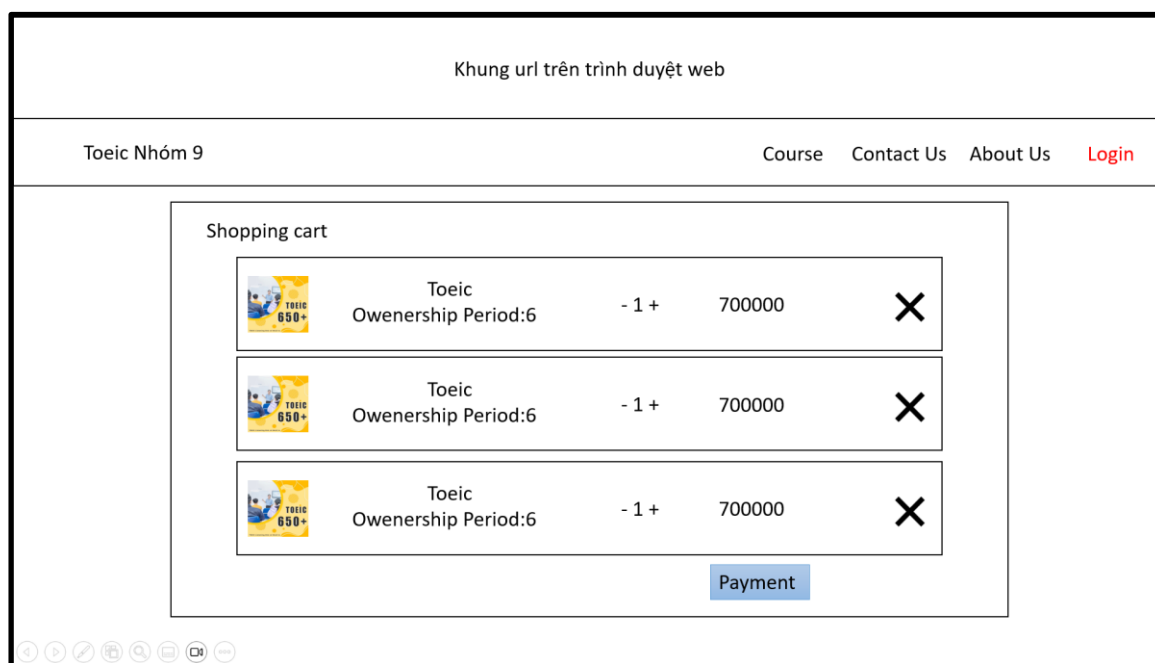 Khung url trên trình duyệt web
Toeic Nhóm 9
Course
Contact Us
About Us
Login
Shopping cart
TOEIC
650+
Toeic
Owenership Period:6
- 1 +
700000
TOEIC
650+
Toeic
Owenership Period:6
- 1 +
700000
TOEIC
650+
Toeic
Owenership Period:6
- 1 +
700000
Payment